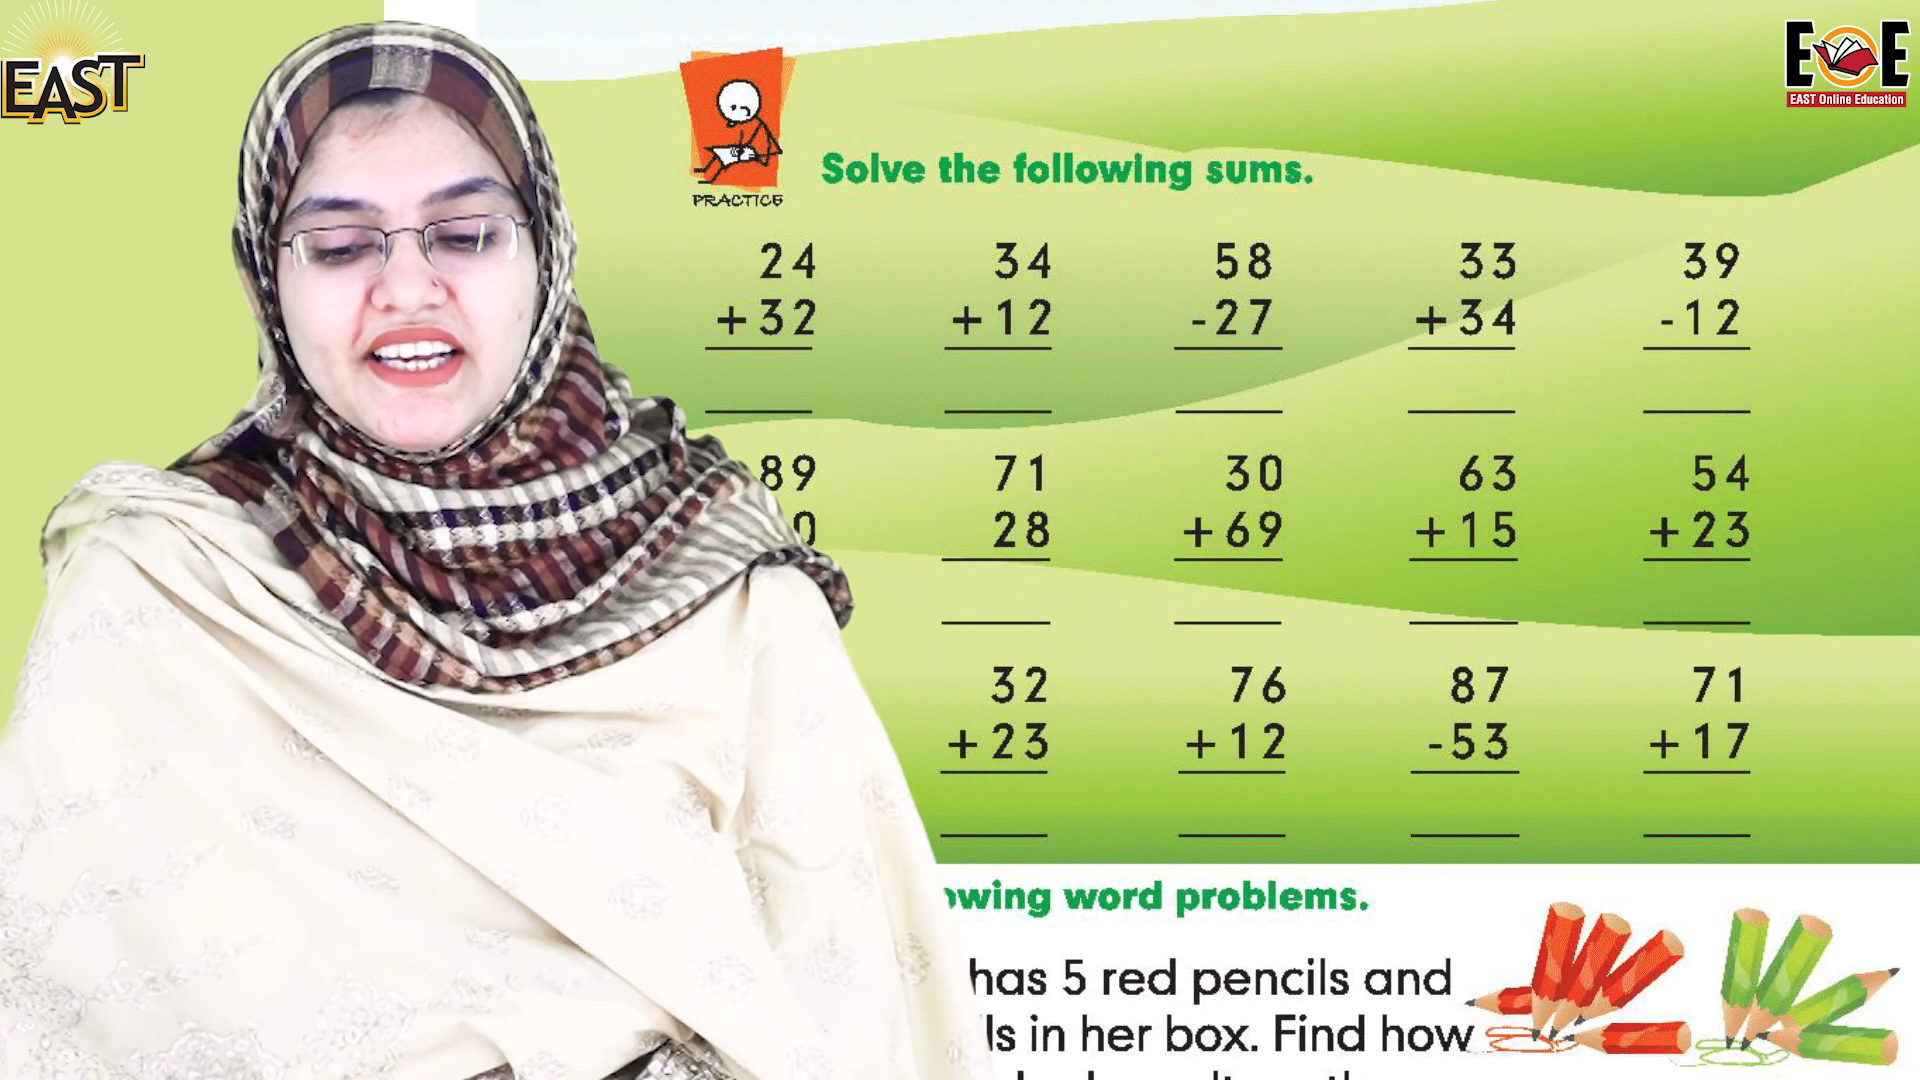 EAST
EOE
EAST Online Education
PRACTICE
Solve the following sums.
24 34 58 33 39
+32 +12 -27 +34 -12
89 71 30 63 54
0 28 +69 +15 +23
32 76 87 71
+23 +12 -53 +17
word problems.
has 5 red pencils and
in her box. Find how